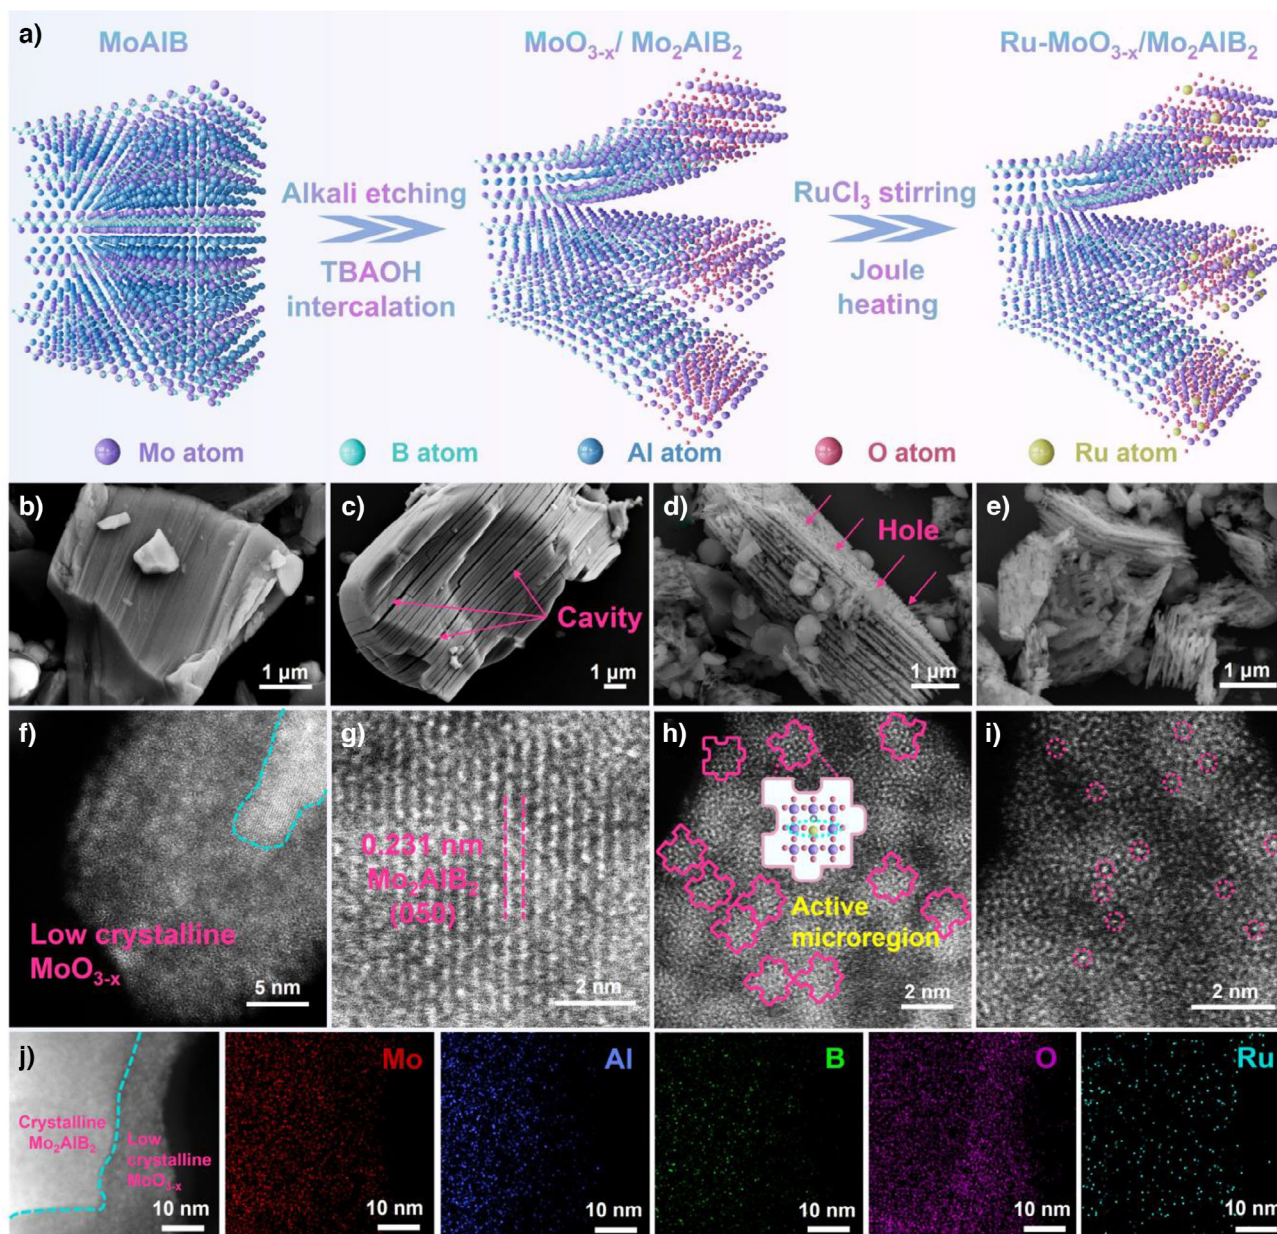 a)
MoAlB
MoO₃₋ₓ/ Mo₂AlB₂
Ru-MoO₃₋ₓ/Mo₂AlB₂
Alkali etching
TBAOH
intercalation
RuCl₃ stirring
Joule
heating
Mo atom
B atom
Al atom
O atom
Ru atom
b)
1 μm
c)
Cavity
1 μm
d)
Hole
1 μm
e)
1 μm
f)
Low crystalline
MoO₃₋ₓ
5 nm
g)
0.231 nm
Mo₂AlB₂
(050)
2 nm
h)
Active
microregion
2 nm
i)
2 nm
j)
Crystalline
Mo₂AlB₂
Low
crystalline
MoO₃₋ₓ
10 nm
Mo
10 nm
Al
10 nm
B
10 nm
O
10 nm
Ru
10 nm